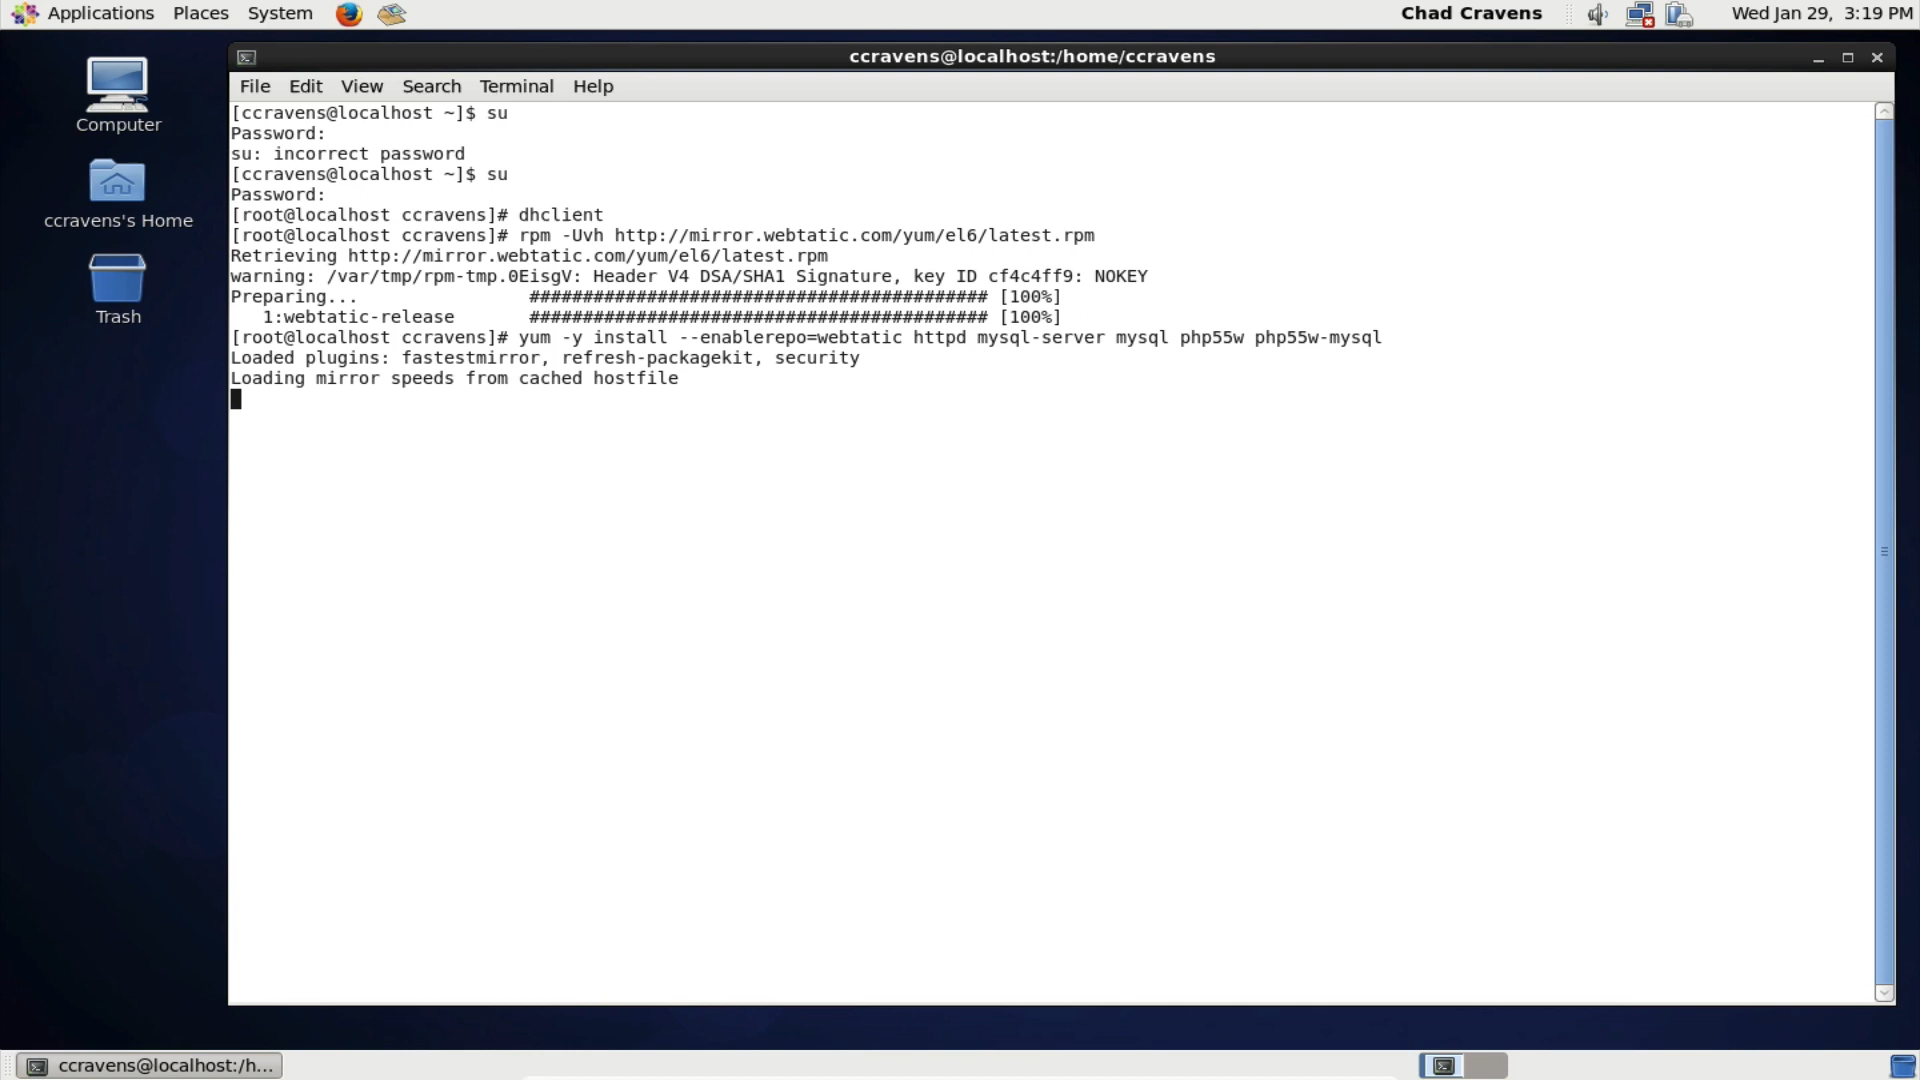 Applications Places System
Chad Cravens
Wed Jan 29, 3:19 PM
ccravens@localhost:/home/ccravens
File Edit View Search Terminal Help
Computer
ccravens's Home
Trash
[ccravens@localhost ~]$ su
Password:
su: incorrect password
[ccravens@localhost ~]$ su
Password:
[root@localhost ccravens]# dhclient
[root@localhost ccravens]# rpm -Uvh http://mirror.webtatic.com/yum/el6/latest.rpm
Retrieving http://mirror.webtatic.com/yum/el6/latest.rpm
warning: /var/tmp/rpm-tmp.0EisgV: Header V4 DSA/SHA1 Signature, key ID cf4c4ff9: NOKEY
Preparing... ########################################### [100%]
1:webtatic-release ########################################### [100%]
[root@localhost ccravens]# yum -y install --enablerepo=webtatic httpd mysql-server mysql php55w php55w-mysql
Loaded plugins: fastestmirror, refresh-packagekit, security
Loading mirror speeds from cached hostfile
ccravens@localhost:/h...